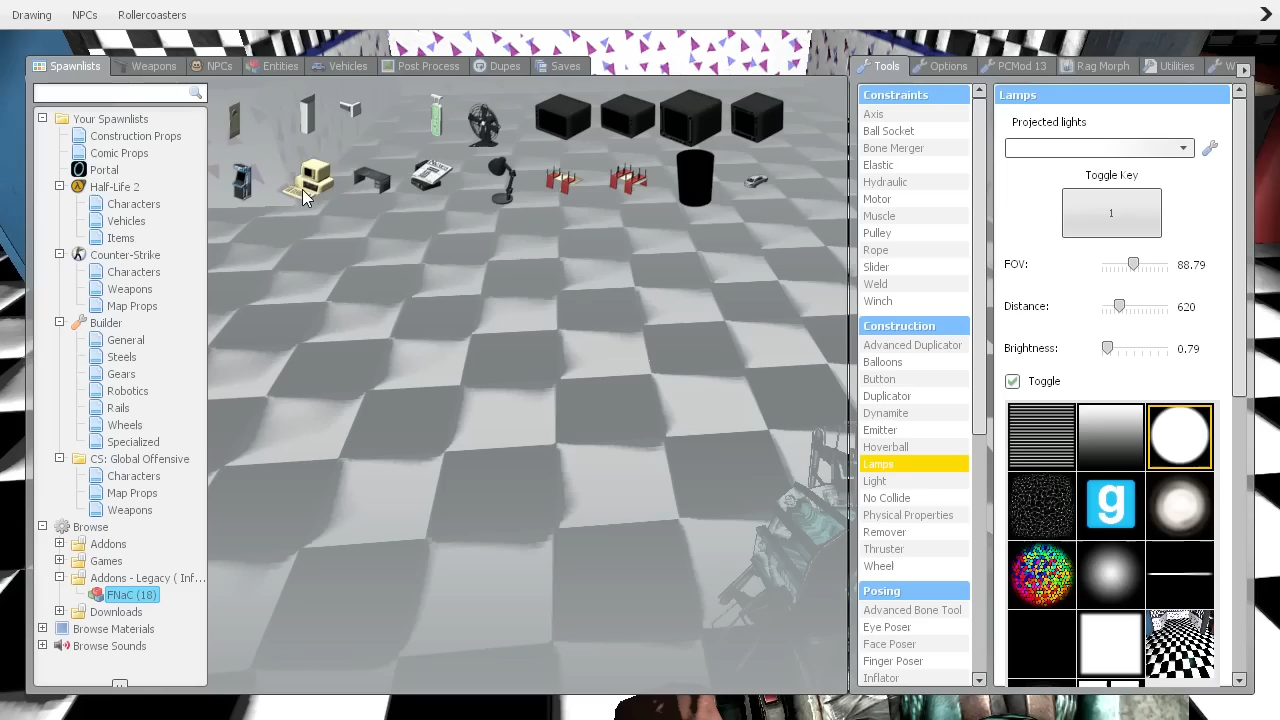 Drawing NPCs Rollercoasters
Spawnlists Weapons NPCs Entities Vehicles Post Process Dupes Saves
Your Spawnlists
Construction Props
Comic Props
Portal
Half-Life 2
Characters
Vehicles
Items
Counter-Strike
Characters
Weapons
Map Props
Builder
General
Steels
Gears
Robotics
Rails
Wheels
Specialized
CS: Global Offensive
Characters
Map Props
Weapons
Browse
Addons
Games
Addons - Legacy ( Inf...
FNaC (18)
Downloads
Browse Materials
Browse Sounds
Tools Options PCMod 13 Rag Morph Utilities W
Constraints
Axis
Ball Socket
Bone Merger
Elastic
Hydraulic
Motor
Muscle
Pulley
Rope
Slider
Weld
Winch
Construction
Advanced Duplicator
Balloons
Button
Duplicator
Dynamite
Emitter
Hoverball
Lamps
Light
No Collide
Physical Properties
Remover
Thruster
Wheel
Posing
Advanced Bone Tool
Eye Poser
Face Poser
Finger Poser
Inflator
Lamps
Projected lights
Toggle Key
1
FOV: 88.79
Distance: 620
Brightness: 0.79
Toggle
g